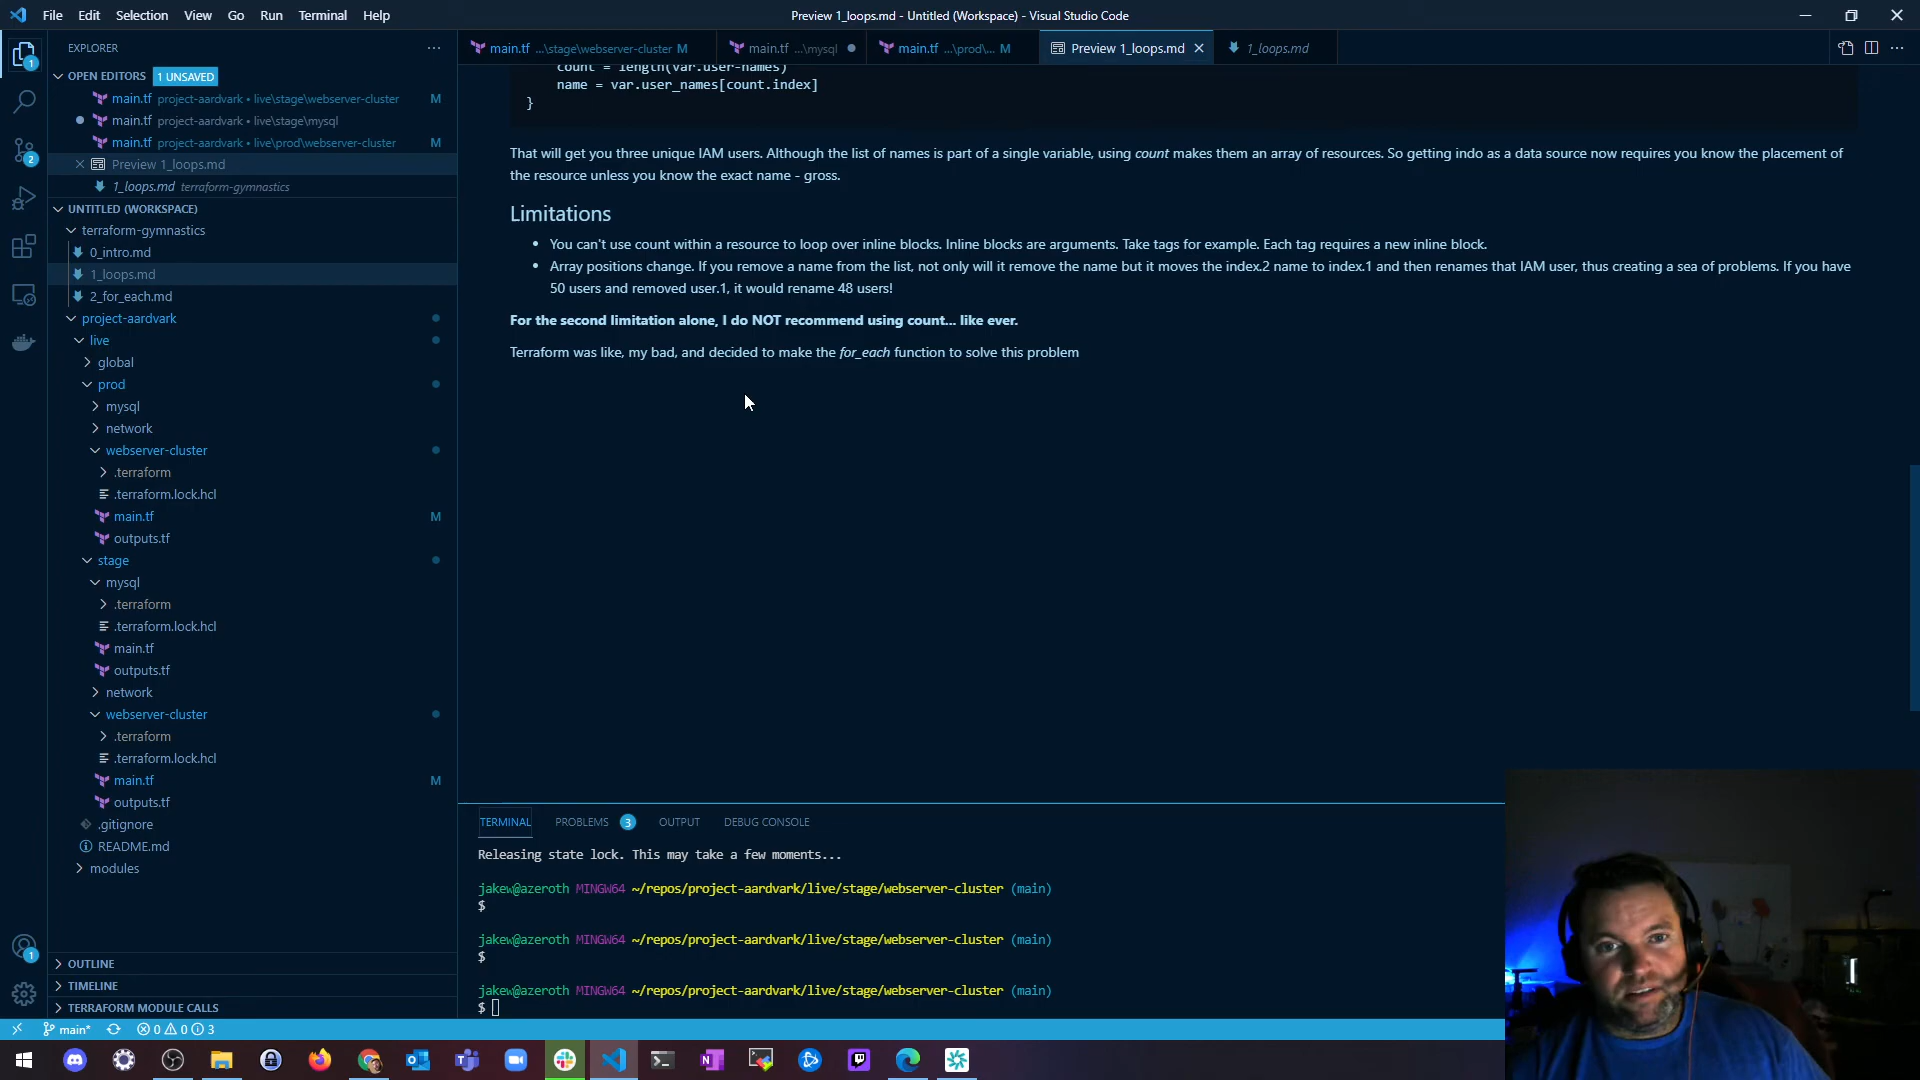 File Edit Selection View Go Run Terminal Help
Preview 1_loops.md - Untitled (Workspace) - Visual Studio Code
EXPLORER
OPEN EDITORS 1 UNSAVED
main.tf project-aardvark • live\stage\webserver-cluster M
main.tf project-aardvark • live\stage\mysql
main.tf project-aardvark • live\prod\webserver-cluster M
Preview 1_loops.md
1_loops.md terraform-gymnastics
UNTITLED (WORKSPACE)
terraform-gymnastics
0_intro.md
1_loops.md
2_for_each.md
project-aardvark
live
global
prod
mysql
network
webserver-cluster
.terraform
.terraform.lock.hcl
main.tf M
outputs.tf
stage
mysql
.terraform
.terraform.lock.hcl
main.tf
outputs.tf
network
webserver-cluster
.terraform
.terraform.lock.hcl
main.tf M
outputs.tf
.gitignore
README.md
modules
OUTLINE
TIMELINE
TERRAFORM MODULE CALLS
main.tf ...\stage\webserver-cluster M
main.tf ...\mysql
main.tf ...\prod\... M
Preview 1_loops.md
1_loops.md
count = length(var.user-names)
name = var.user_names[count.index]
}
That will get you three unique IAM users. Although the list of names is part of a single variable, using count makes them an array of resources. So getting indo as a data source now requires you know the placement of
the resource unless you know the exact name - gross.
Limitations
• You can't use count within a resource to loop over inline blocks. Inline blocks are arguments. Take tags for example. Each tag requires a new inline block.
• Array positions change. If you remove a name from the list, not only will it remove the name but it moves the index.2 name to index.1 and then renames that IAM user, thus creating a sea of problems. If you have
50 users and removed user.1, it would rename 48 users!
For the second limitation alone, I do NOT recommend using count... like ever.
Terraform was like, my bad, and decided to make the for_each function to solve this problem
TERMINAL PROBLEMS 3 OUTPUT DEBUG CONSOLE
Releasing state lock. This may take a few moments...
jakew@azeroth MINGW64 ~/repos/project-aardvark/live/stage/webserver-cluster (main)
$
jakew@azeroth MINGW64 ~/repos/project-aardvark/live/stage/webserver-cluster (main)
$
jakew@azeroth MINGW64 ~/repos/project-aardvark/live/stage/webserver-cluster (main)
$
main* 0 0 3